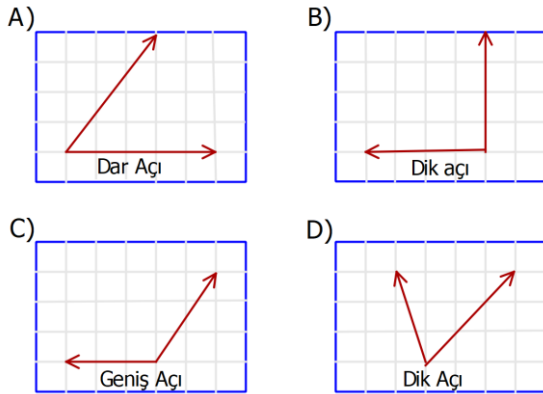 A)
B)
Dar Açı
Dik açı
C)
D)
Geniş Açı
Dik Açı